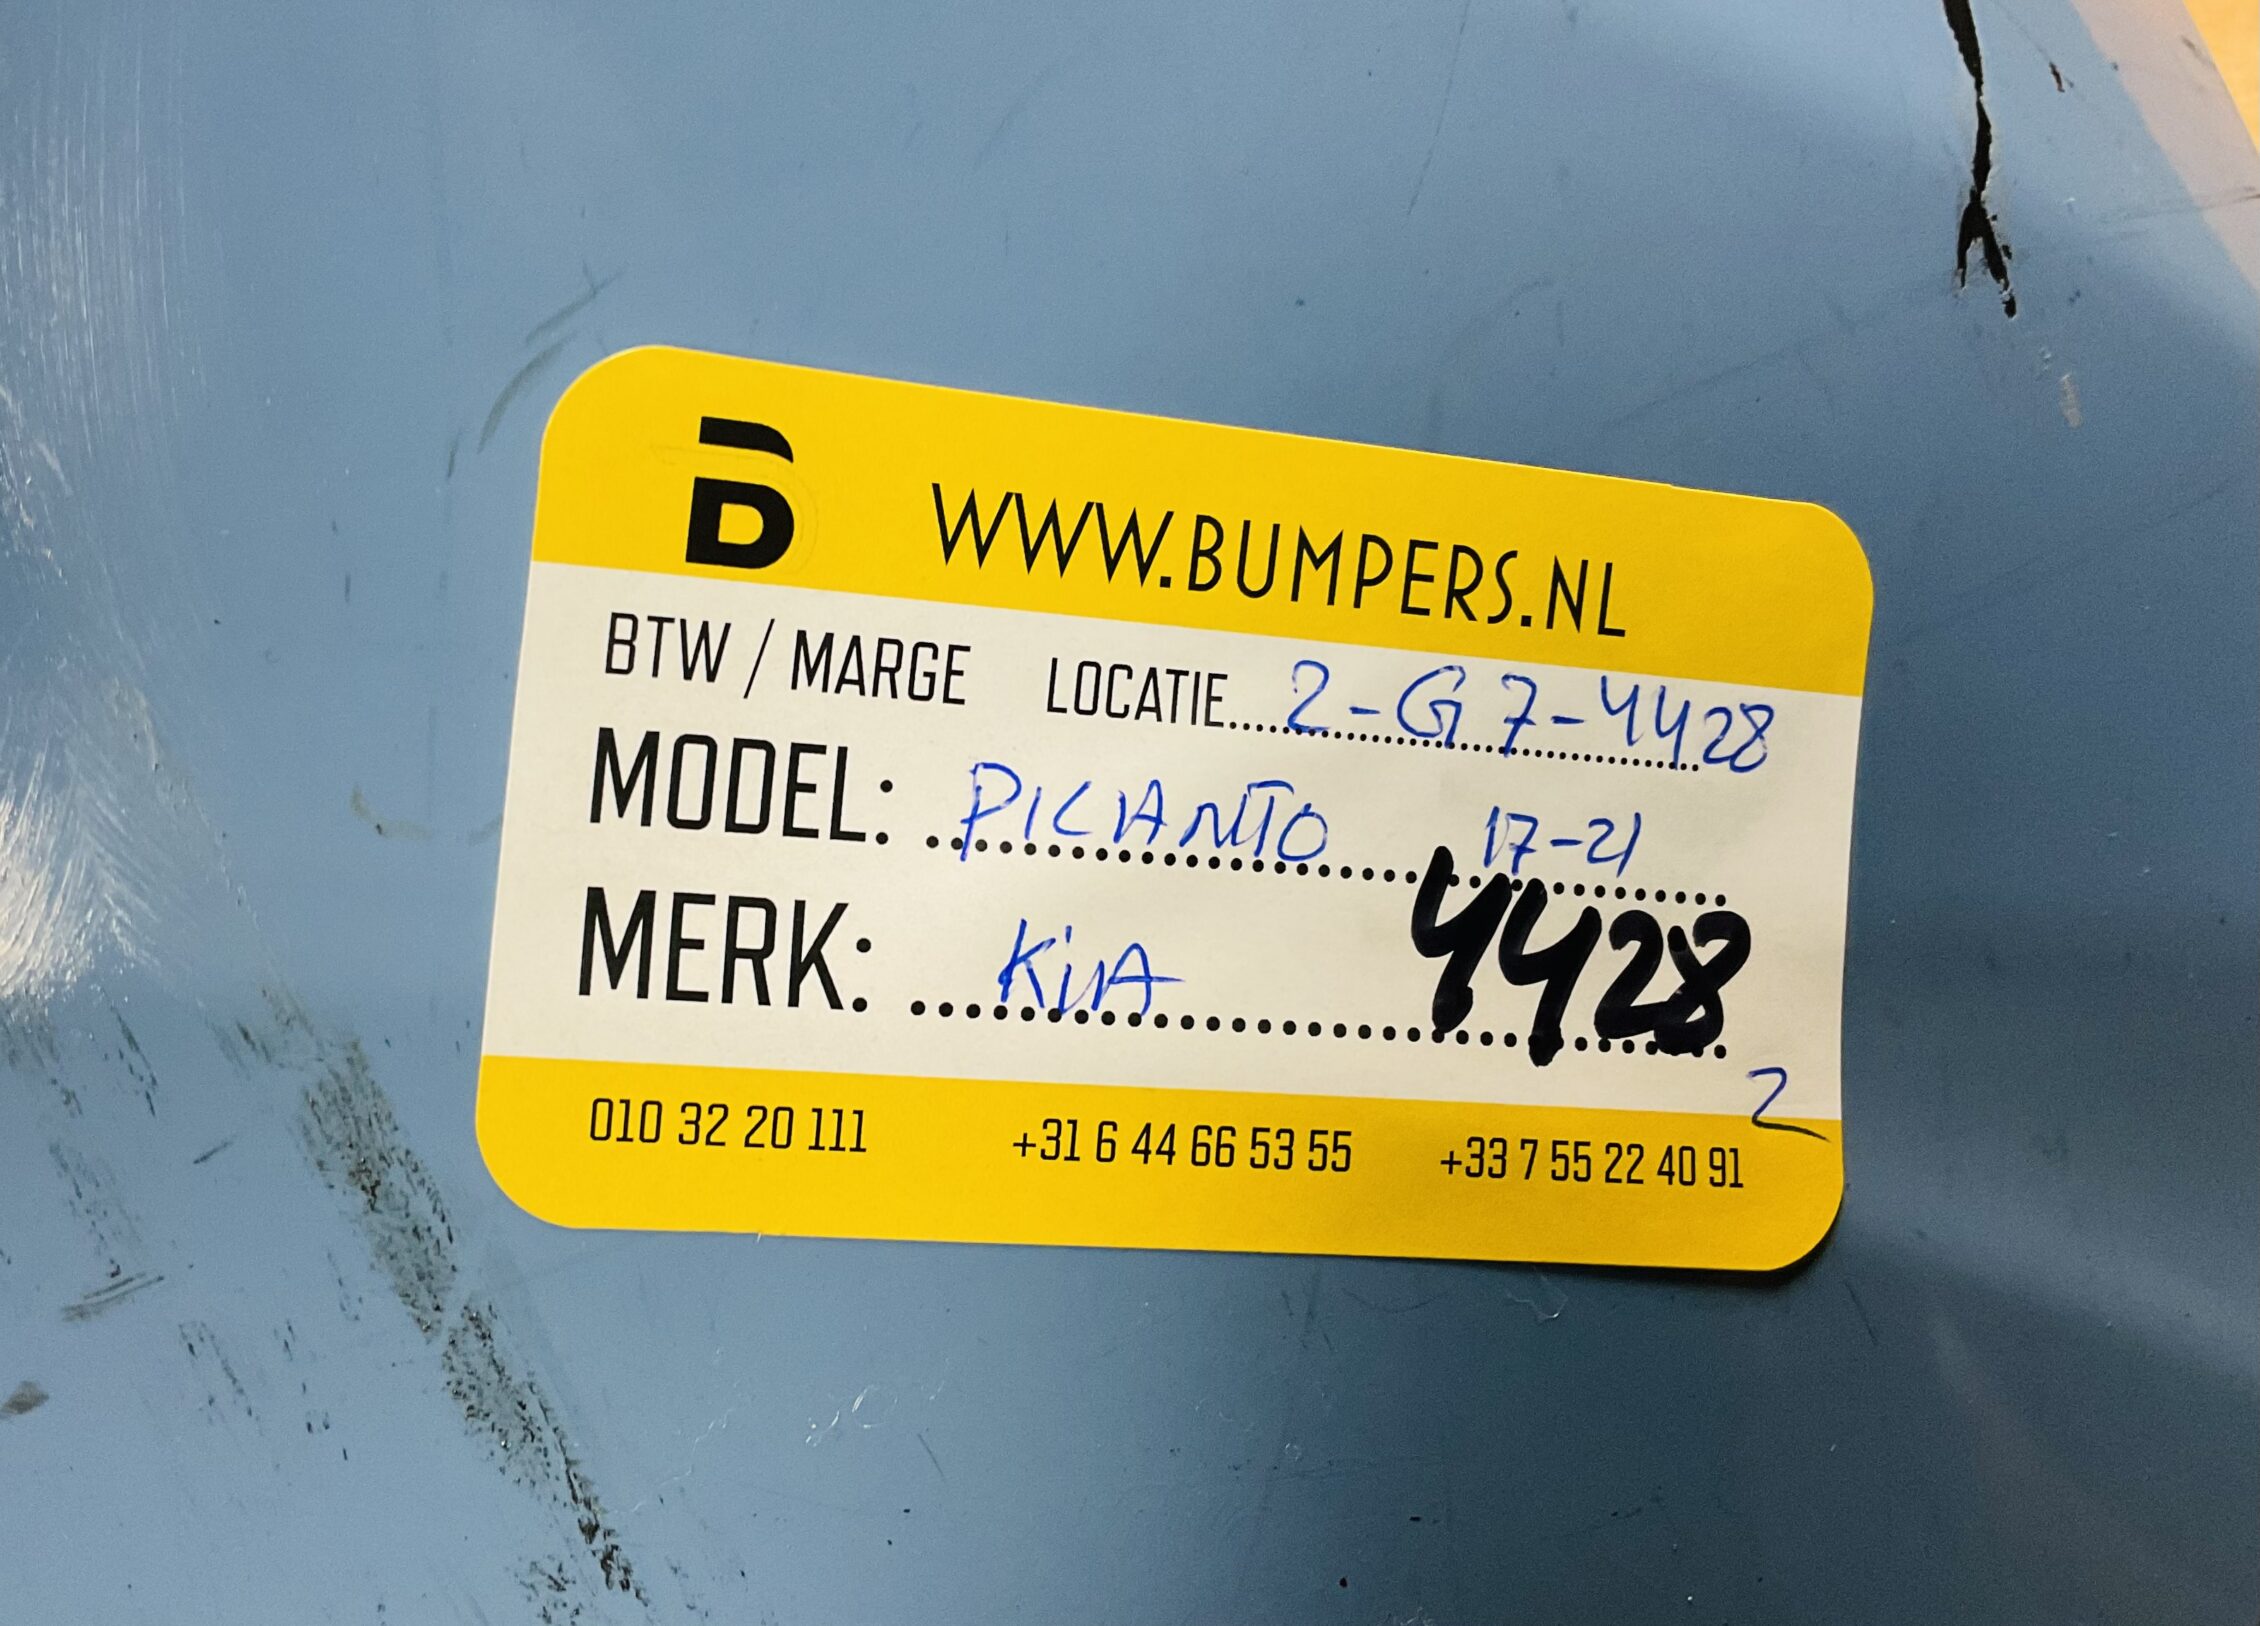 B WWW.BUMPERS.NL
BTW / MARGE LOCATIE....2-G7-4428
MODEL: PICANTO 17-21
MERK: KIA 4428
2
010 32 20 111 +31 6 44 66 53 55 +33 7 55 22 40 91